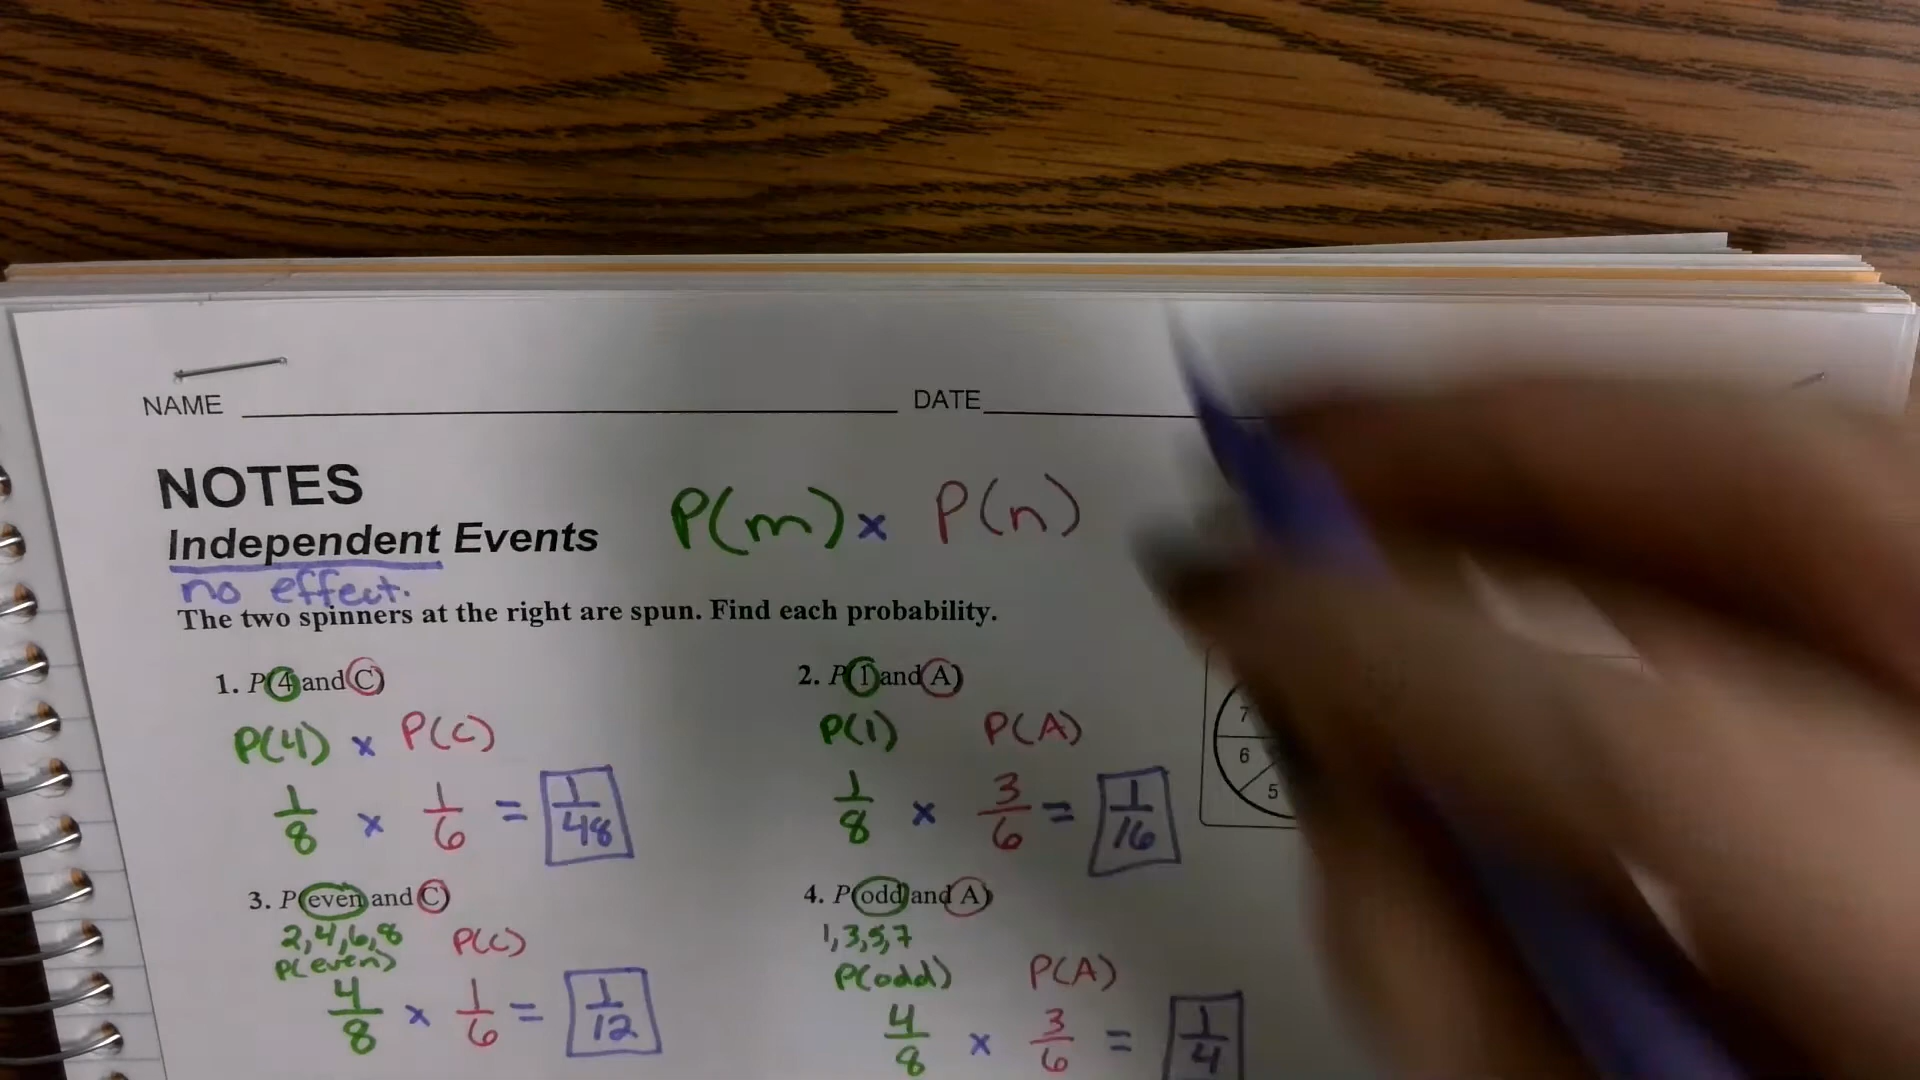 NAME DATE
NOTES
Independent Events P(m) x P(n)
no effect.
The two spinners at the right are spun. Find each probability.
1. P(4 and C)
P(4) x P(C)
1/8 x 1/6 = 1/48
2. P(1 and A)
P(1) P(A)
1/8 x 3/6 = 1/16
7
6
5
3. P(even and C)
2,4,6,8 P(C)
P(even)
4/8 x 1/6 = 1/12
4. P(odd and A)
1,3,5,7
P(odd) P(A)
4/8 x 3/6 = 1/4